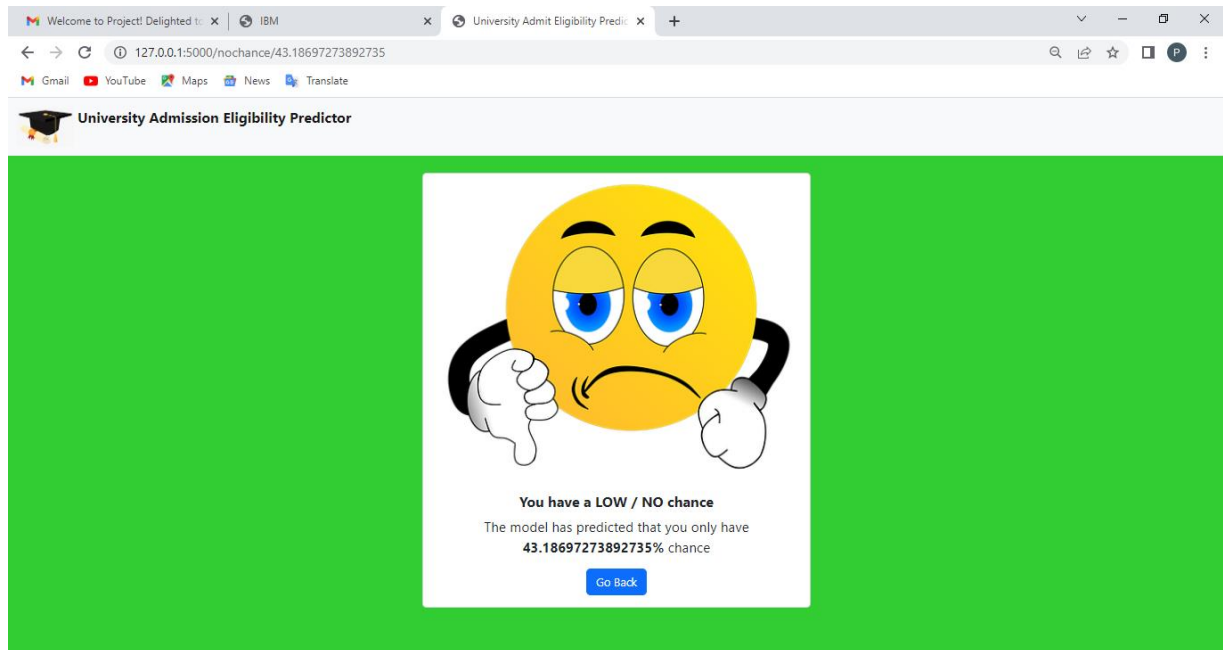 Welcome to Project! Delighted to
IBM
University Admit Eligibility Predic
127.0.0.1:5000/nochance/43.18697273892735
P
Gmail
YouTube
Maps
News
Translate
University Admission Eligibility Predictor
You have a LOW / NO chance
The model has predicted that you only have
43.18697273892735% chance
Go Back